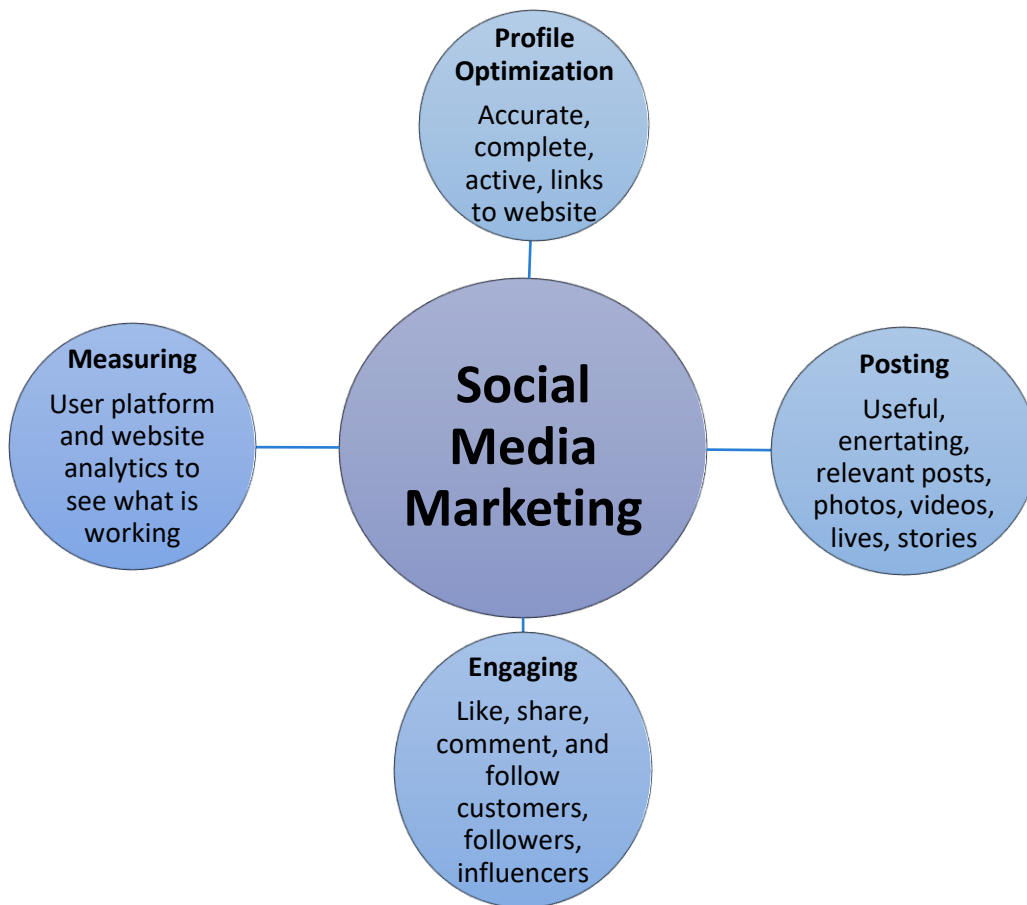 Profile
Optimization
Accurate,
complete,
active, links
to website
Measuring
User platform
and website
analytics to
see what is
working
Social
Media
Marketing
Posting
Useful,
enertating,
relevant posts,
photos, videos,
lives, stories
Engaging
Like, share,
comment, and
follow
customers,
followers,
influencers